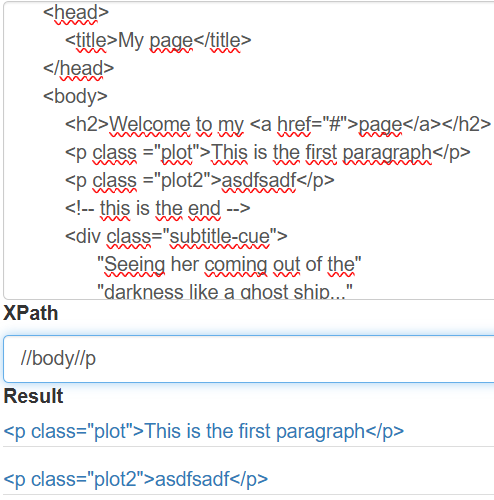 <head>
<title>My page</title>
</head>
<body>
<h2>Welcome to my <a href="#">page</a></h2>
<p class ="plot">This is the first paragraph</p>
<p class ="plot2">asdfsadf</p>
<!-- this is the end -->
<div class="subtitle-cue">
"Seeing her coming out of the"
"darkness like a ghost ship..."
XPath
//body//p
Result
<p class="plot">This is the first paragraph</p>
<p class="plot2">asdfsadf</p>